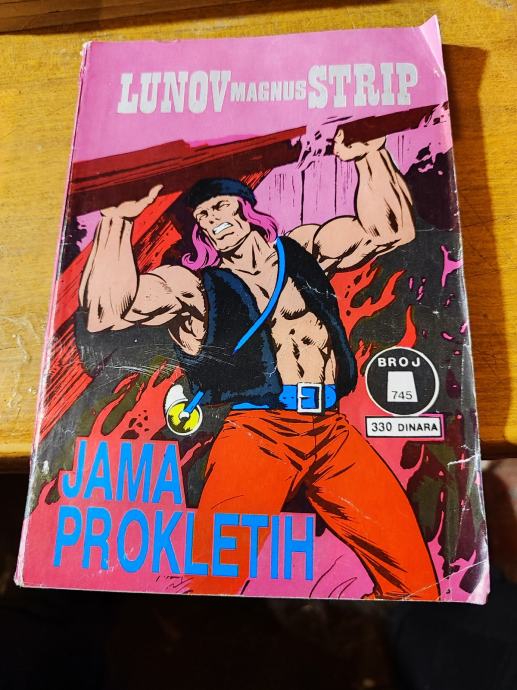 LUNOV MAGNUS STRIP
BROJ
745
330 DINARA
JAMA
PROKLETIH